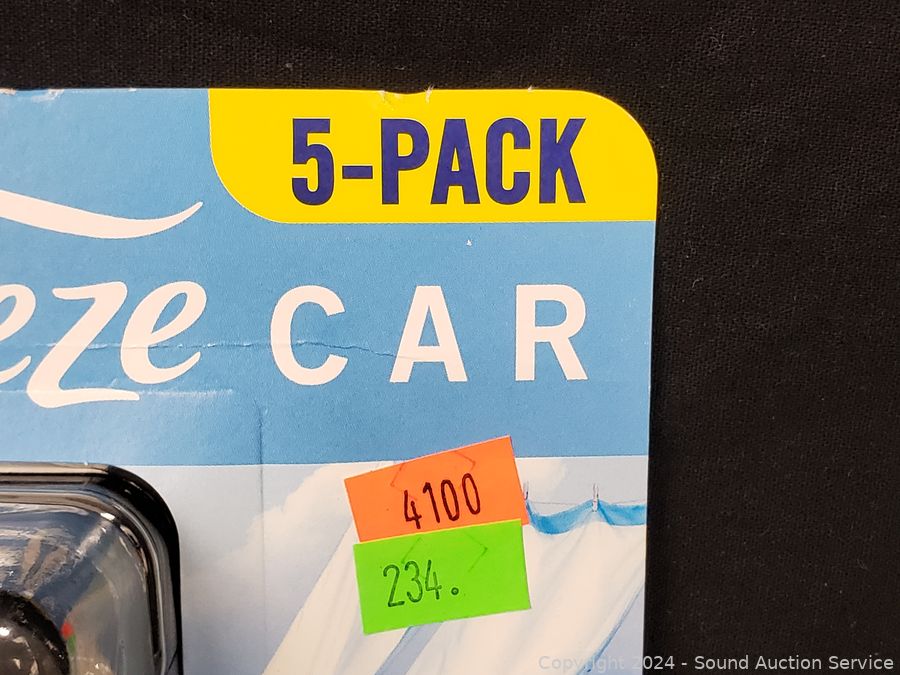 5-PACK
eze CAR
4100
234.
Copyright 2024 - Sound Auction Service